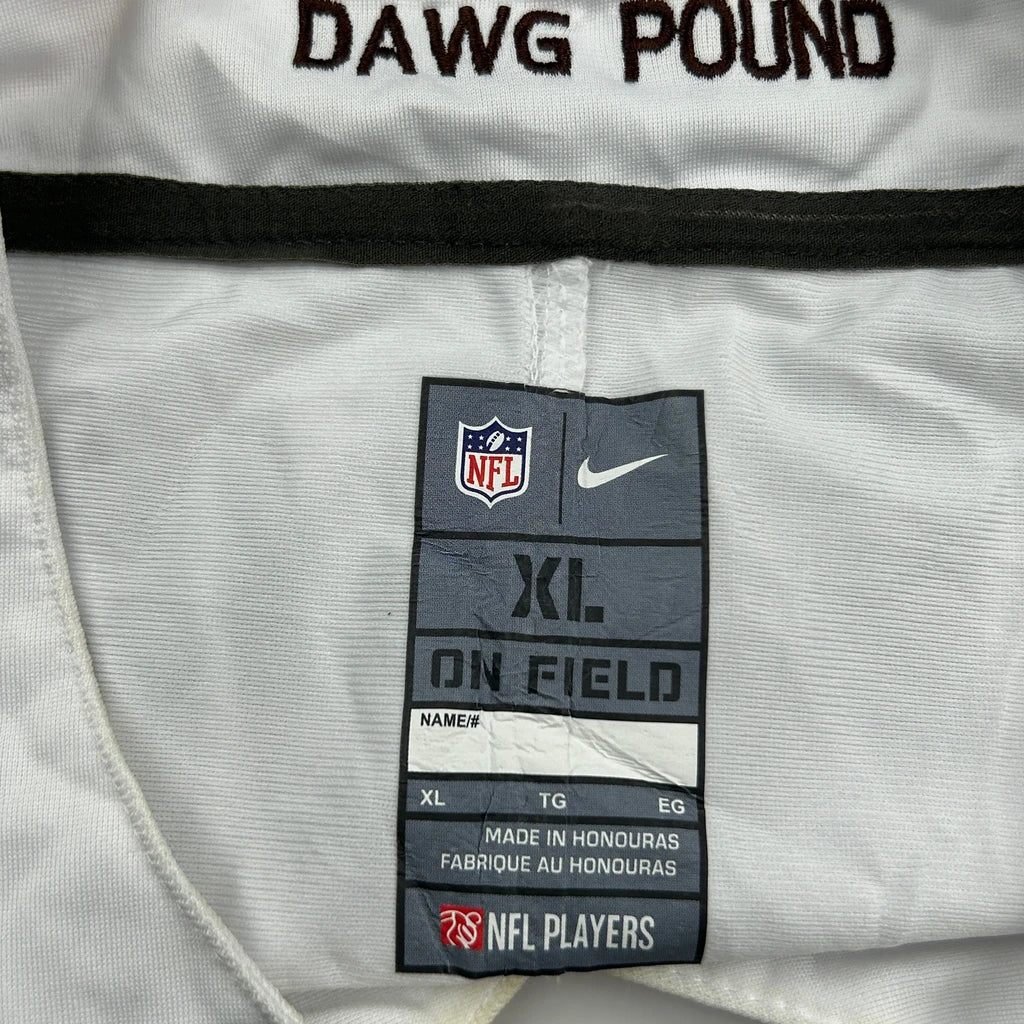 DAWG POUND
NFL
XL
ON FIELD
NAME/#
XL TG EG
MADE IN HONOURAS
FABRIQUE AU HONOURAS
NFL PLAYERS